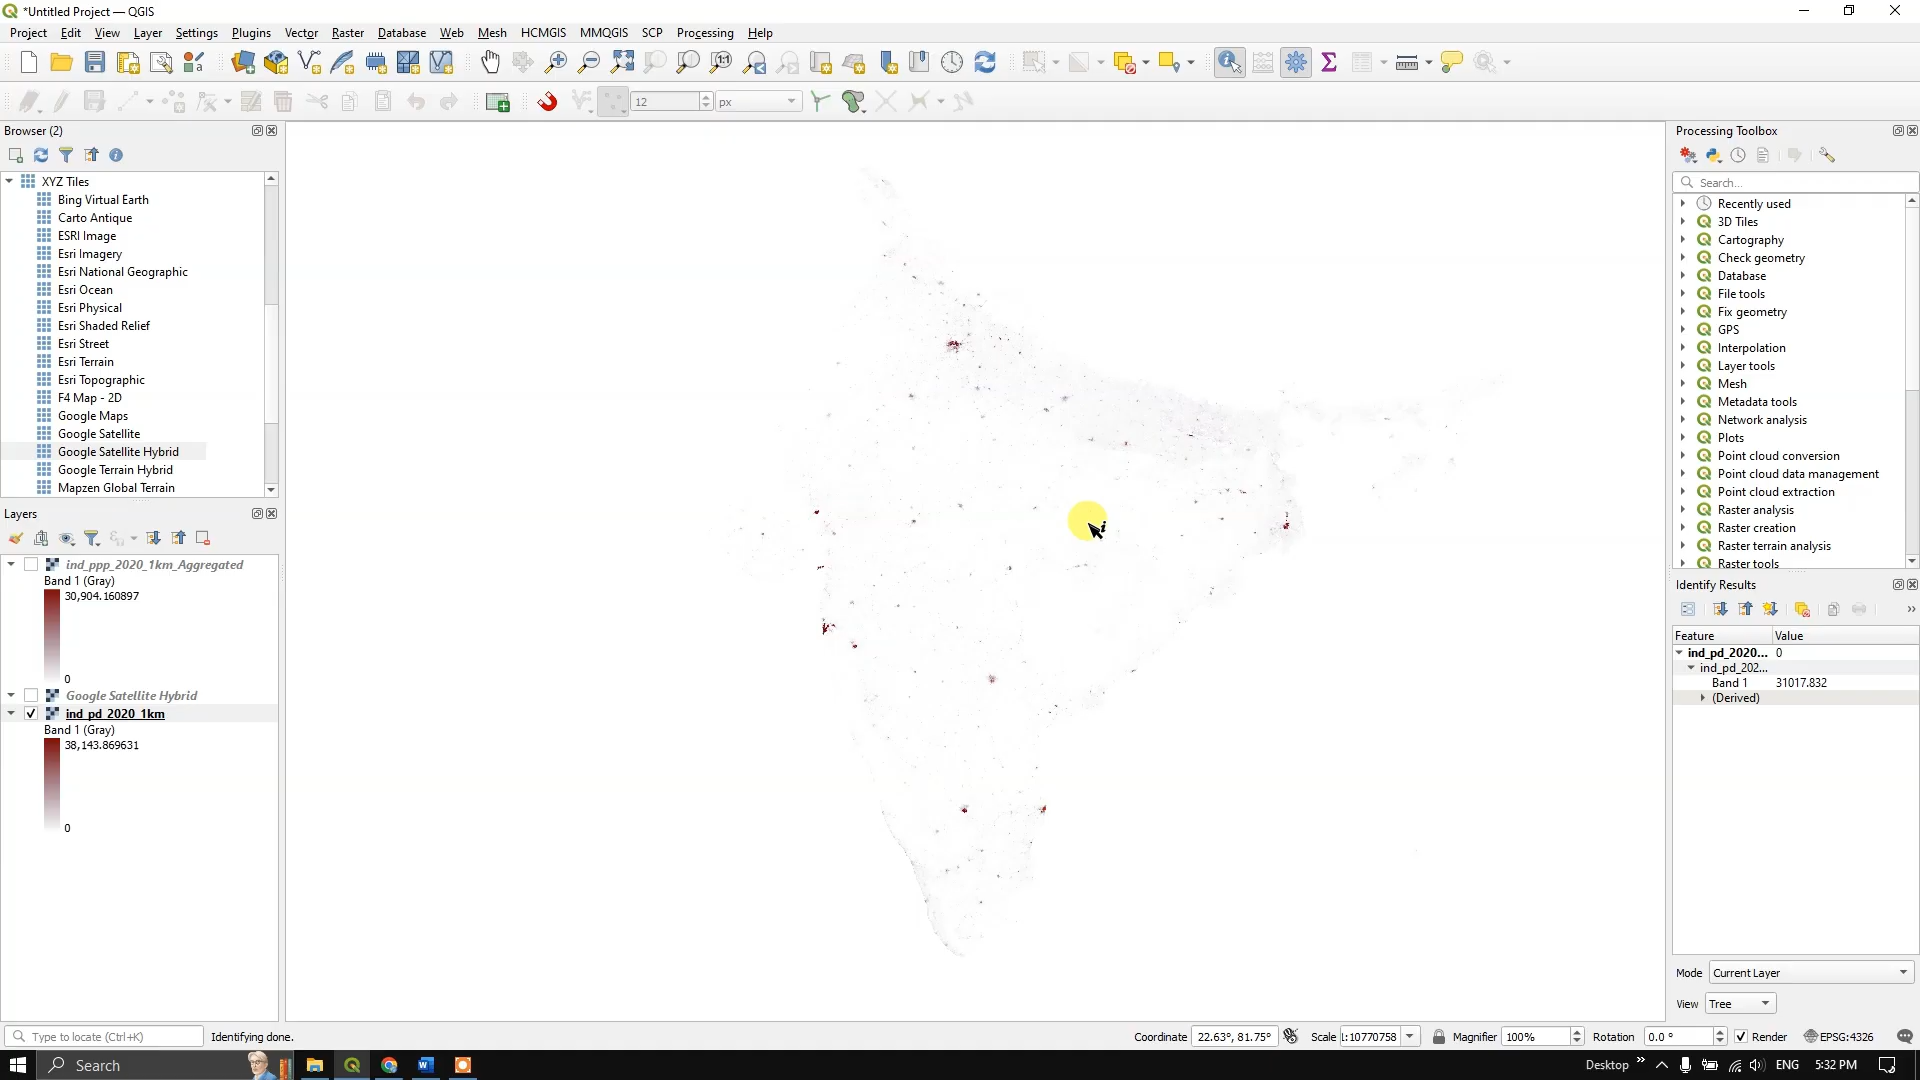 *Untitled Project — QGIS
Project Edit View Layer Settings Plugins Vector Raster Database Web Mesh HCMGIS MMQGIS SCP Processing Help
12 px
Browser (2)
XYZ Tiles
Bing Virtual Earth
Carto Antique
ESRI Image
Esri Imagery
Esri National Geographic
Esri Ocean
Esri Physical
Esri Shaded Relief
Esri Street
Esri Terrain
Esri Topographic
F4 Map - 2D
Google Maps
Google Satellite
Google Satellite Hybrid
Google Terrain Hybrid
Mapzen Global Terrain
Layers
ind_ppp_2020_1km_Aggregated
Band 1 (Gray)
30,904.160897
0
Google Satellite Hybrid
ind_pd_2020_1km
Band 1 (Gray)
38,143.869631
0
Processing Toolbox
Search...
Recently used
3D Tiles
Cartography
Check geometry
Database
File tools
Fix geometry
GPS
Interpolation
Layer tools
Mesh
Metadata tools
Network analysis
Plots
Point cloud conversion
Point cloud data management
Point cloud extraction
Raster analysis
Raster creation
Raster terrain analysis
Raster tools
Identify Results
Feature Value
ind_pd_2020... 0
ind_pd_202...
Band 1 31017.832
(Derived)
Mode Current Layer
View Tree
Type to locate (Ctrl+K) Identifying done. Coordinate 22.63°, 81.75° Scale 1:10770758 Magnifier 100% Rotation 0.0 ° Render EPSG:4326
Search Desktop ENG 5:32 PM